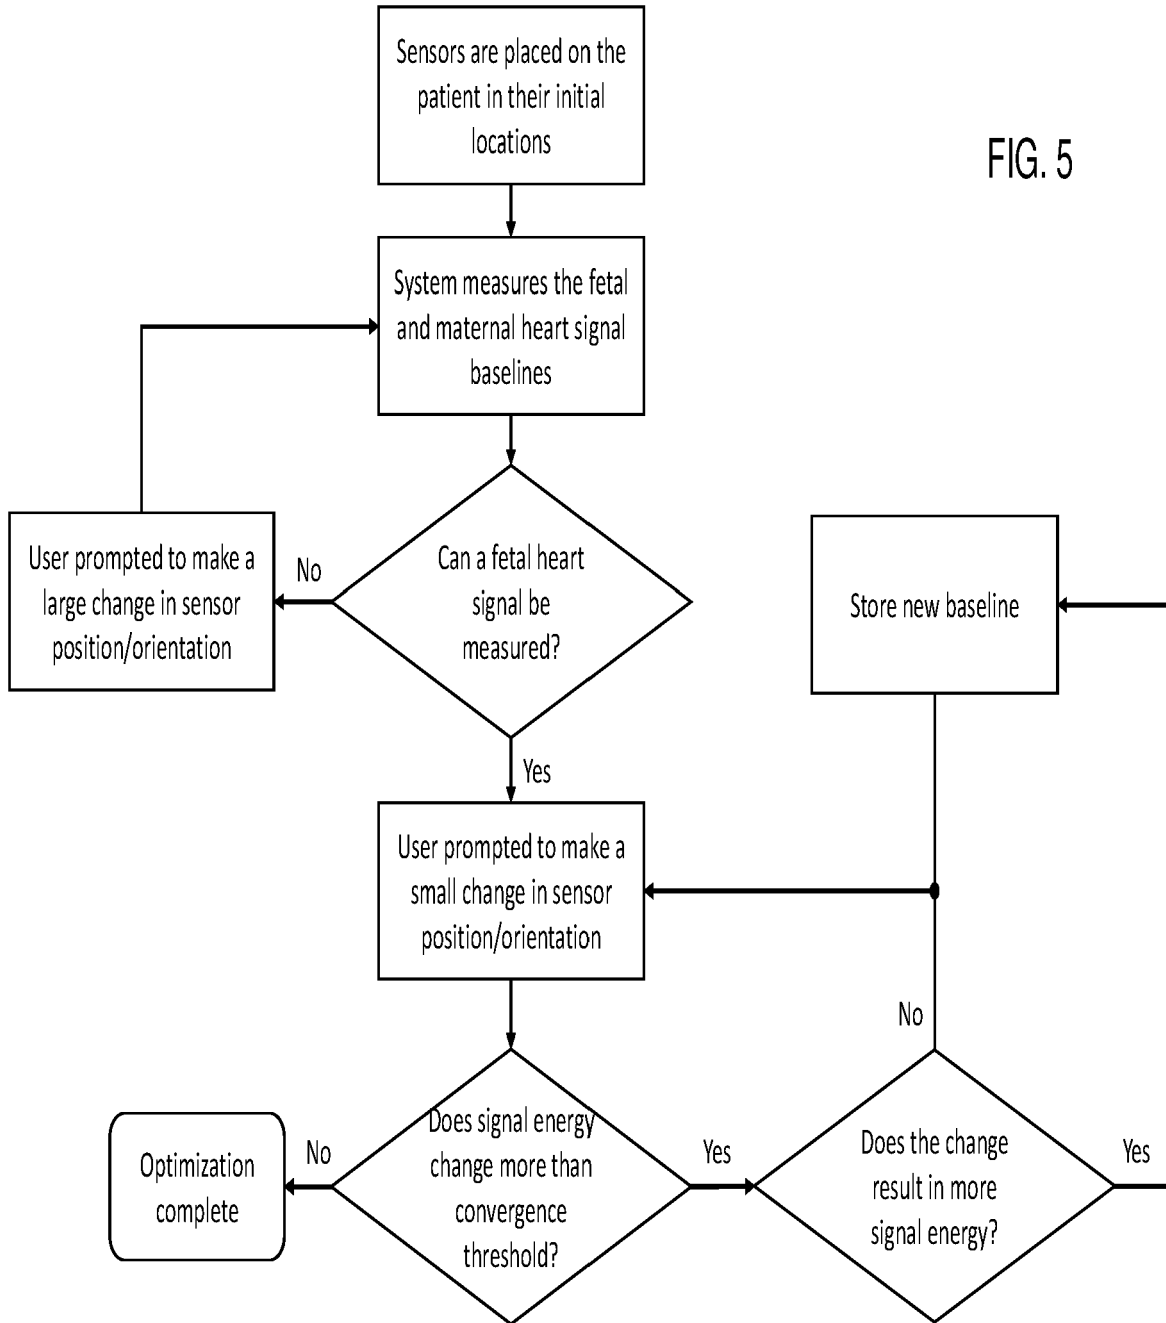 Sensors are placed on the
patient in their initial
locations
FIG. 5
System measures the fetal
and maternal heart signal
baselines
User prompted to make a
large change in sensor
position/orientation
No
Can a fetal heart
signal be
measured?
Store new baseline
Yes
User prompted to make a
small change in sensor
position/orientation
No
Optimization
complete
No
Does signal energy
change more than
convergence
threshold?
Yes
Does the change
result in more
signal energy?
Yes